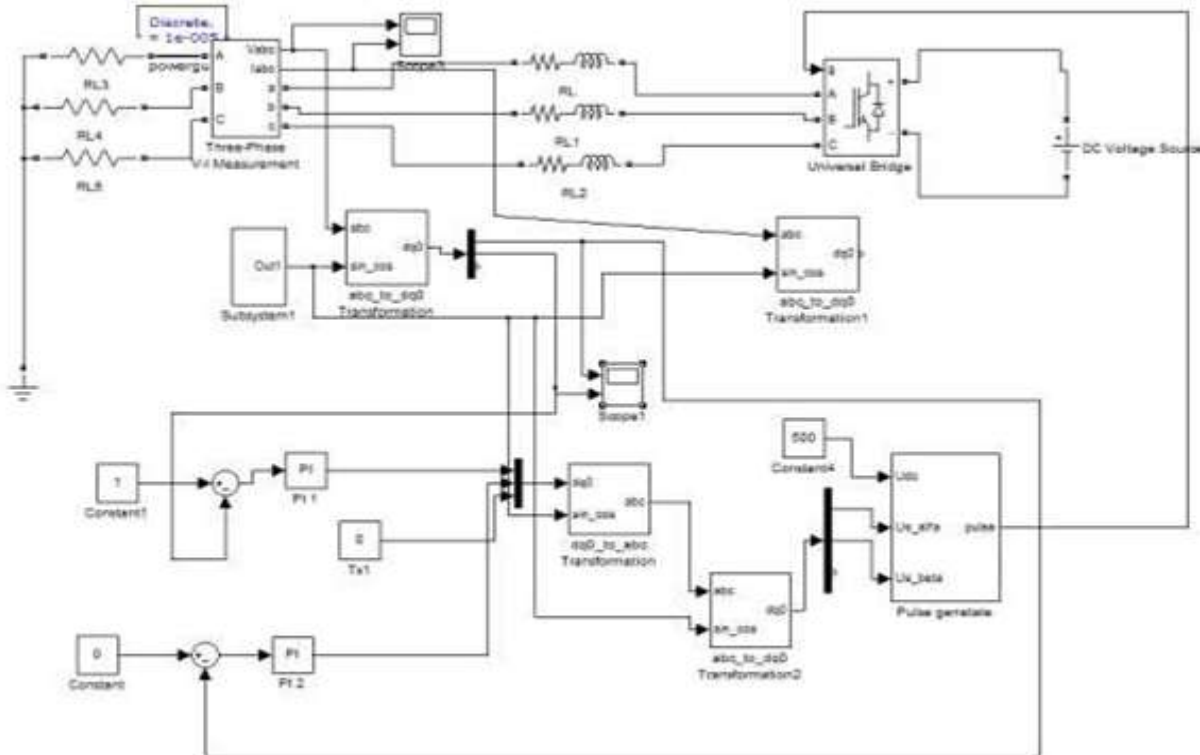 Discrete,
= 1e-005
powergu
A
B
C
Vabc
Iabc
a
b
c
Three-Phase
V-I Measurement
Scope3
RL3
RL4
RL5
RL
RL1
RL2
g
A
B
C
+
-
Universal Bridge
DC Voltage Source
Out1
Subsystem1
abc
sin_cos
dq0
abc_to_dq0
Transformation
abc
sin_cos
dq0
abc_to_dq0
Transformation1
Scope1
Constant1
PI
PI 1
0
Tx1
dq0
sin_cos
abc
dq0_to_abc
Transformation
500
Constant4
Udc
Us_alfa
Us_beta
pulse
Pulse genetate
0
Constant
PI
PI 2
abc
sin_cos
dq0
abc_to_dq0
Transformation2